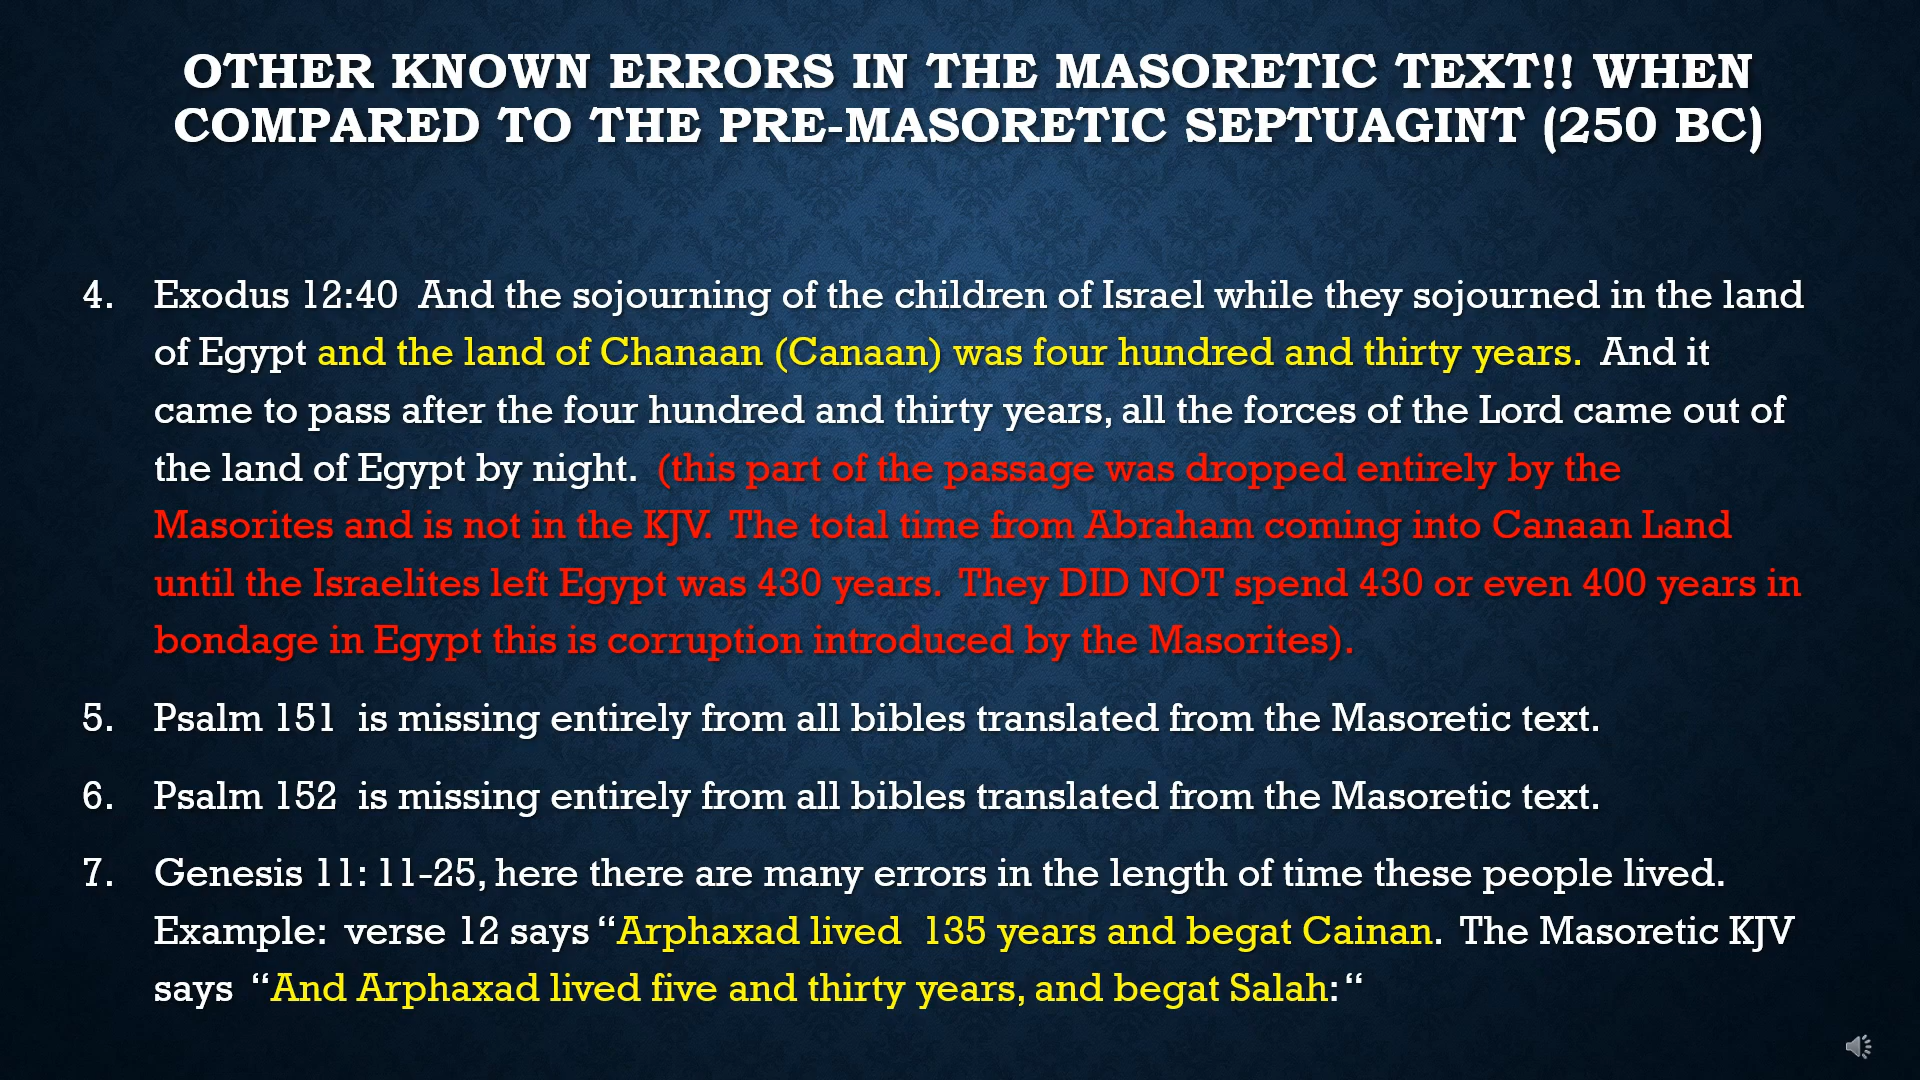 OTHER KNOWN ERRORS IN THE MASORETIC TEXT!! WHEN
COMPARED TO THE PRE-MASORETIC SEPTUAGINT (250 BC)
4. Exodus 12:40  And the sojourning of the children of Israel while they sojourned in the land
of Egypt and the land of Chanaan (Canaan) was four hundred and thirty years.  And it
came to pass after the four hundred and thirty years, all the forces of the Lord came out of
the land of Egypt by night.  (this part of the passage was dropped entirely by the
Masorites and is not in the KJV.  The total time from Abraham coming into Canaan Land
until the Israelites left Egypt was 430 years.  They DID NOT spend 430 or even 400 years in
bondage in Egypt this is corruption introduced by the Masorites).
5. Psalm 151  is missing entirely from all bibles translated from the Masoretic text.
6. Psalm 152  is missing entirely from all bibles translated from the Masoretic text.
7. Genesis 11: 11-25, here there are many errors in the length of time these people lived.
Example:  verse 12 says “Arphaxad lived  135 years and begat Cainan.  The Masoretic KJV
says  “And Arphaxad lived five and thirty years, and begat Salah: “